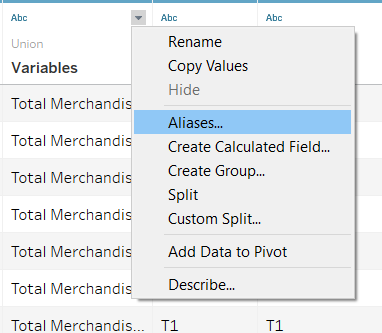 Abc Abc Abc
Union
Variables
Total Merchandis...
Total Merchandis
Total Merchandis
Total Merchandis
Total Merchandis
Total Merchandis
Total Merchandis... T1 T1
Rename
Copy Values
Hide
Aliases...
Create Calculated Field...
Create Group...
Split
Custom Split...
Add Data to Pivot
Describe...